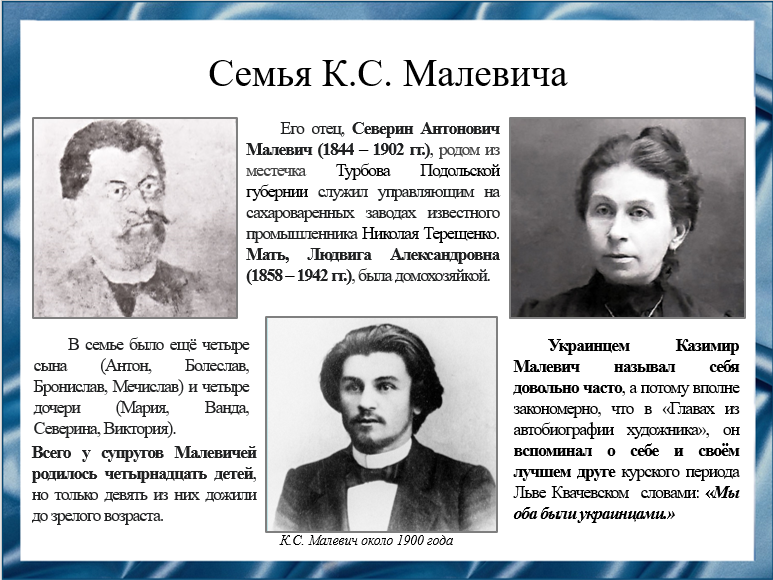 Семья К.С. Малевича
Его отец, Северин Антонович
Малевич (1844 – 1902 гг.), родом из
местечка Турбова Подольской
губернии служил управляющим на
сахароваренных заводах известного
промышленника Николая Терещенко.
Мать, Людвига Александровна
(1858 – 1942 гг.), была домохозяйкой.
В семье было ещё четыре
сына (Антон, Болеслав,
Бронислав, Мечислав) и четыре
дочери (Мария, Ванда,
Северина, Виктория).
Всего у супругов Малевичей
родилось четырнадцать детей,
но только девять из них дожили
до зрелого возраста.
К.С. Малевич около 1900 года
Украинцем Казимир
Малевич называл себя
довольно часто, а потому вполне
закономерно, что в «Главах из
автобиографии художника», он
вспоминал о себе и своём
лучшем друге курского периода
Льве Квачевском словами: «Мы
оба были украинцами.»